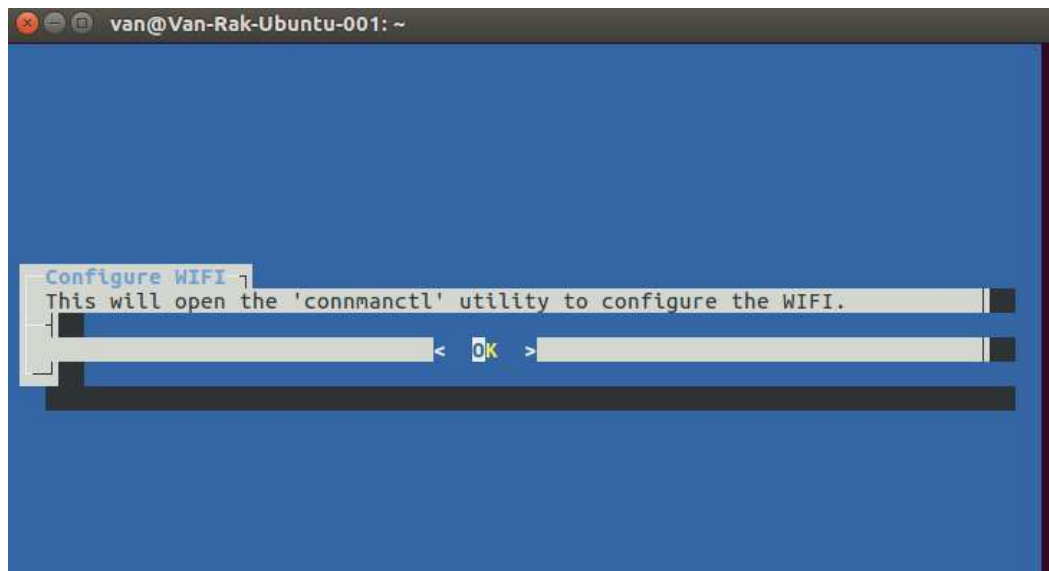 van@Van-Rak-Ubuntu-001: ~
Configure WIFI
This will open the 'connmanctl' utility to configure the WIFI.
< OK >